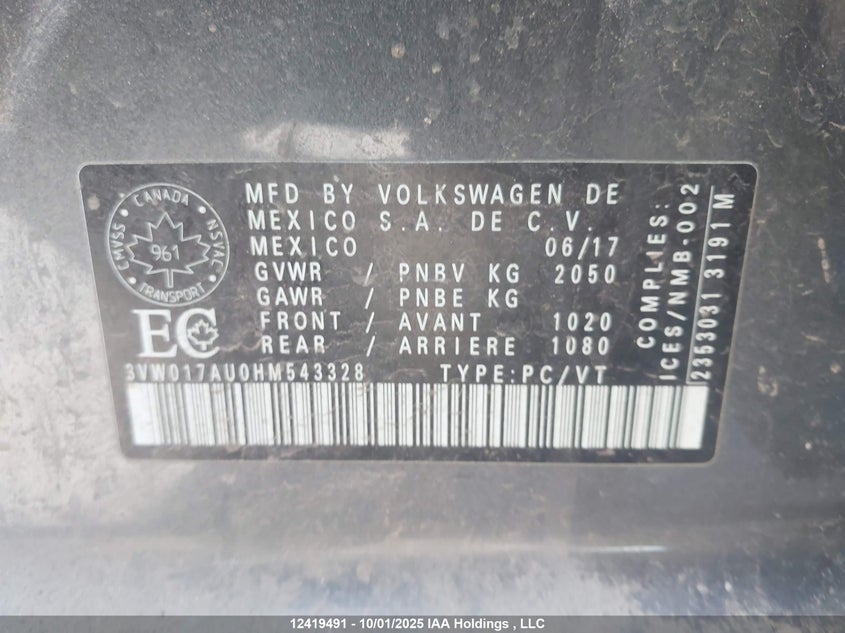 CANADA
CMVSS
NSVAC
961
TRANSPORT
EC
MFD BY VOLKSWAGEN DE
MEXICO S.A. DE C.V.
MEXICO 06/17
GVWR / PNBV KG 2050
GAWR / PNBE KG
FRONT / AVANT 1020
REAR / ARRIERE 1080
3VW017AU0HM543328 TYPE:PC/VT
COMPLIES:
ICES/NMB-002
2353031 3191 M
12419491 - 10/01/2025 IAA Holdings , LLC